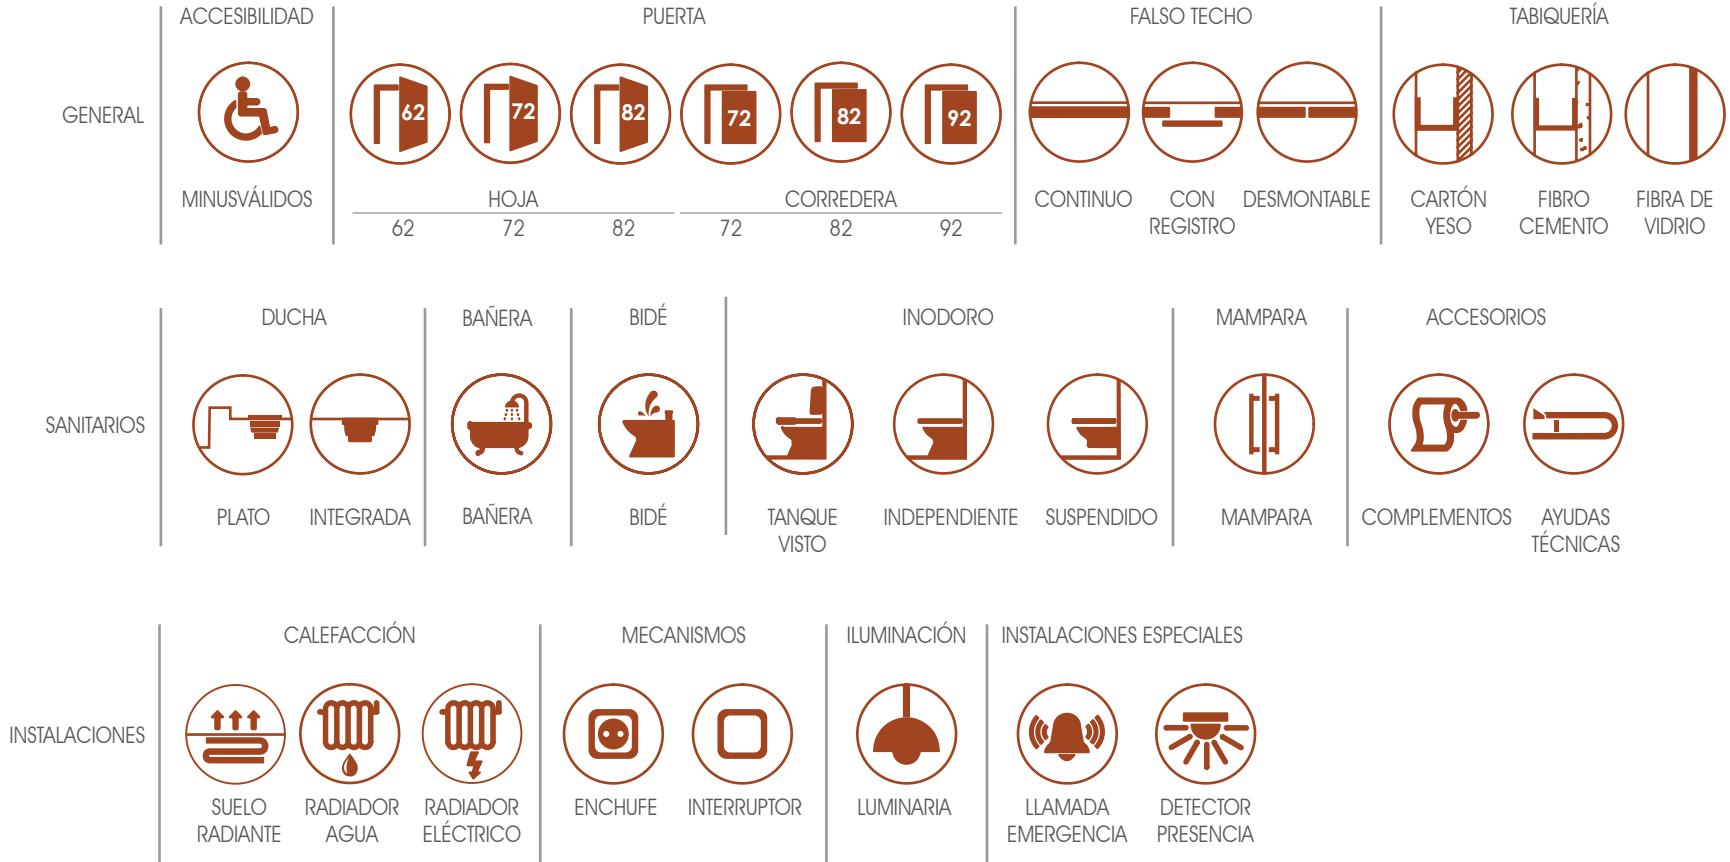 ACCESIBILIDAD PUERTA FALSO TECHO TABIQUERÍA
62 72 82 72 82 92
GENERAL
MINUSVÁLIDOS HOJA CORREDERA CONTINUO CON DESMONTABLE CARTÓN FIBRO FIBRA DE
62 72 82 72 82 92 REGISTRO YESO CEMENTO VIDRIO
DUCHA BAÑERA BIDÉ INODORO MAMPARA ACCESORIOS
SANITARIOS
PLATO INTEGRADA BAÑERA BIDÉ TANQUE INDEPENDIENTE SUSPENDIDO MAMPARA COMPLEMENTOS AYUDAS
VISTO TÉCNICAS
CALEFACCIÓN MECANISMOS ILUMINACIÓN INSTALACIONES ESPECIALES
INSTALACIONES
SUELO RADIADOR RADIADOR ENCHUFE INTERRUPTOR LUMINARIA LLAMADA DETECTOR
RADIANTE AGUA ELÉCTRICO EMERGENCIA PRESENCIA